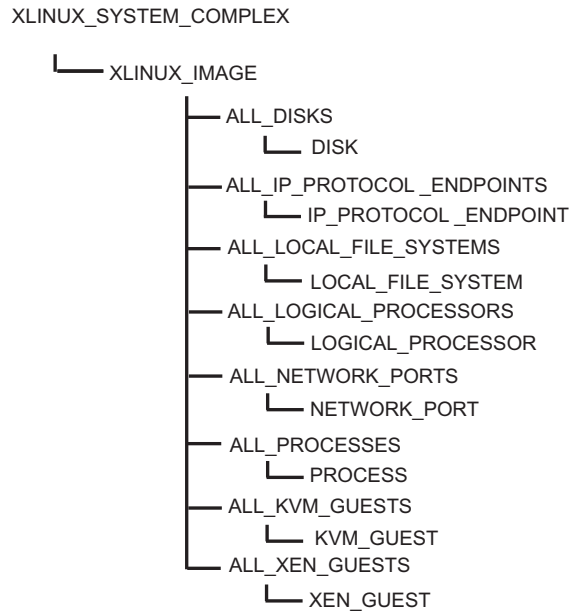 XLINUX_SYSTEM_COMPLEX
XLINUX_IMAGE
ALL_DISKS
DISK
ALL_IP_PROTOCOL _ENDPOINTS
IP_PROTOCOL _ENDPOINT
ALL_LOCAL_FILE_SYSTEMS
LOCAL_FILE_SYSTEM
ALL_LOGICAL_PROCESSORS
LOGICAL_PROCESSOR
ALL_NETWORK_PORTS
NETWORK_PORT
ALL_PROCESSES
PROCESS
ALL_KVM_GUESTS
KVM_GUEST
ALL_XEN_GUESTS
XEN_GUEST